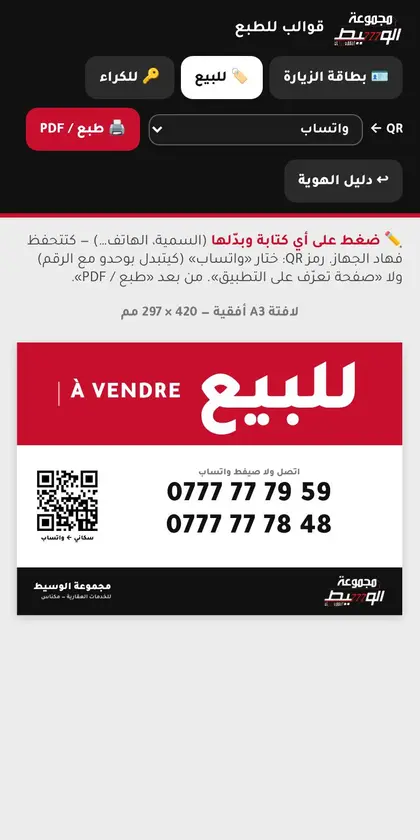 مجموعة
الوسيط
قوالب للطبع
🪪 بطاقة الزيارة
🏷️ للبيع
🔑 للكراء
QR ←
واتساب
🖨️ طبع / PDF
↩ دليل الهوية
✏️ ضغط على أي كتابة وبدّلها (السمية، الهاتف...) – كتتحفظ
فهاد الجهاز. رمز QR: ختار «واتساب» (كيتبدل بوحدو مع الرقم)
ولا «صفحة تعرّف على التطبيق». من بعد «طبع / PDF».
لافتة A3 أفقية – 420 × 297 مم
للبيع
À VENDRE
اتصل ولا صيفط واتساب
0777 77 79 59
0777 77 78 48
سكاني ← واتساب
مجموعة
الوسيط
مجموعة الوسيط
للخدمات العقارية – مكناس